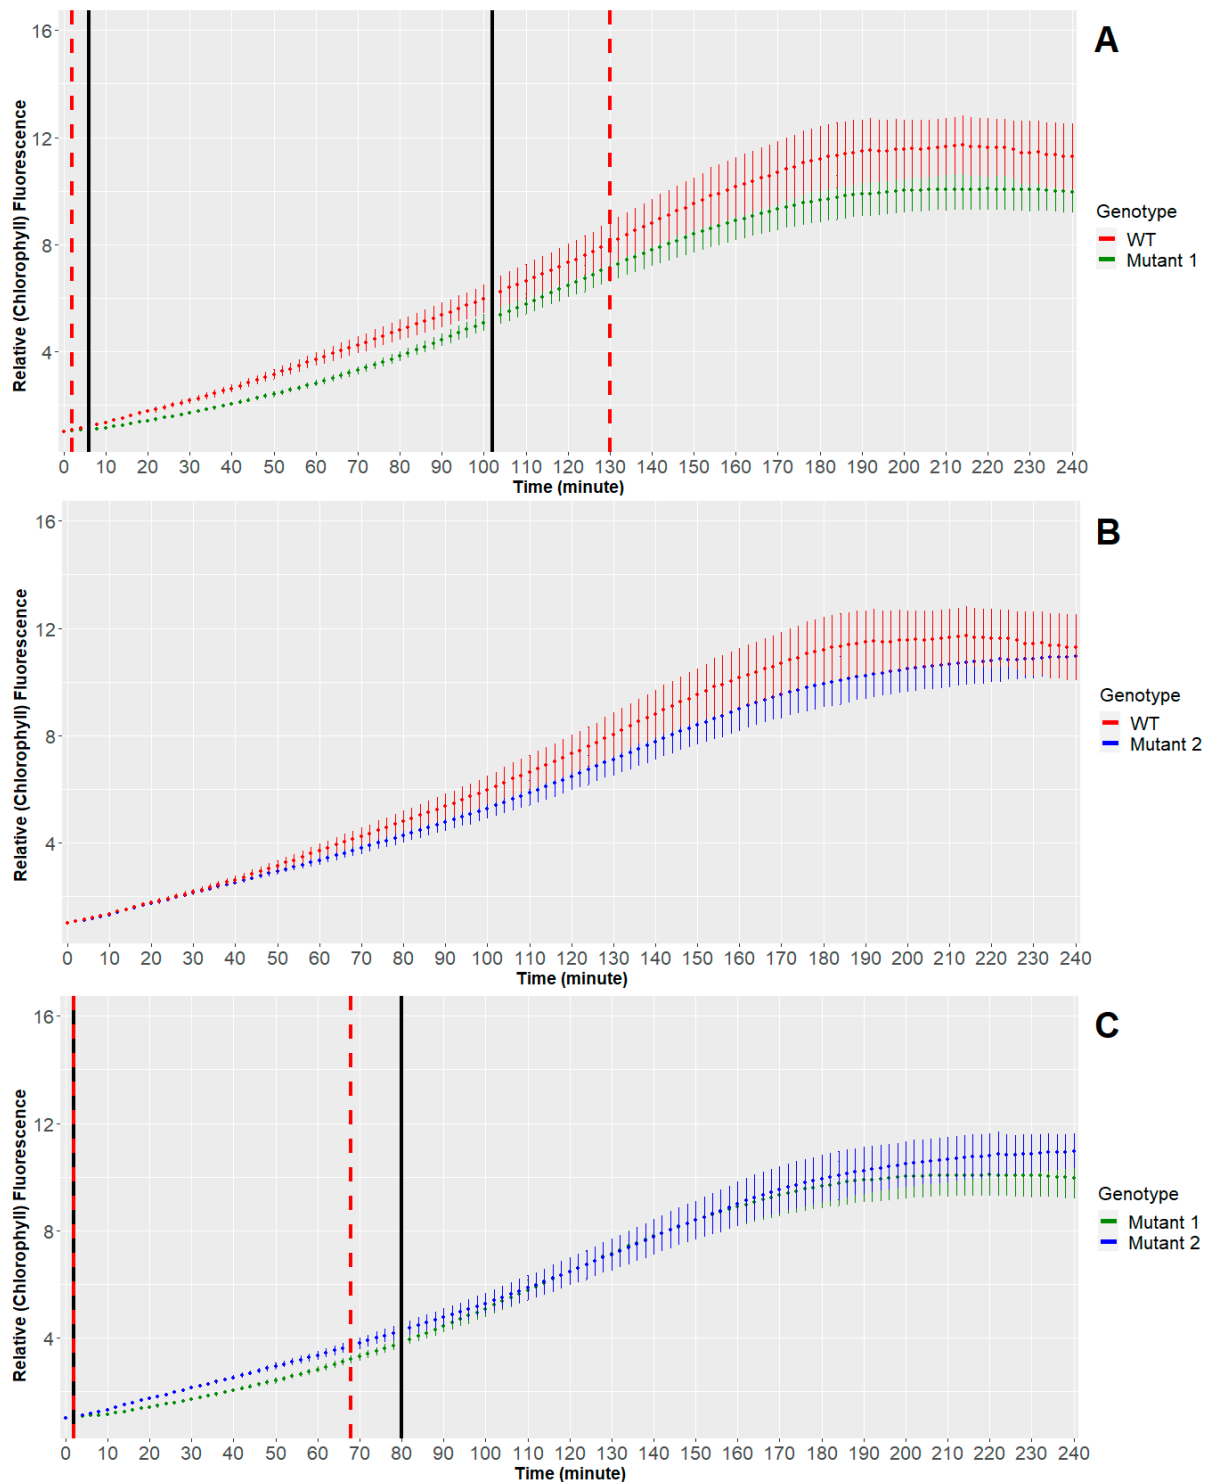 A
16
12
8
4
Relative (Chlorophyll) Fluorescence
0 10 20 30 40 50 60 70 80 90 100 110 120 130 140 150 160 170 180 190 200 210 220 230 240
Time (minute)
Genotype
WT
Mutant 1
B
16
12
8
4
Relative (Chlorophyll) Fluorescence
0 10 20 30 40 50 60 70 80 90 100 110 120 130 140 150 160 170 180 190 200 210 220 230 240
Time (minute)
Genotype
WT
Mutant 2
C
16
12
8
4
Relative (Chlorophyll) Fluorescence
0 10 20 30 40 50 60 70 80 90 100 110 120 130 140 150 160 170 180 190 200 210 220 230 240
Time (minute)
Genotype
Mutant 1
Mutant 2